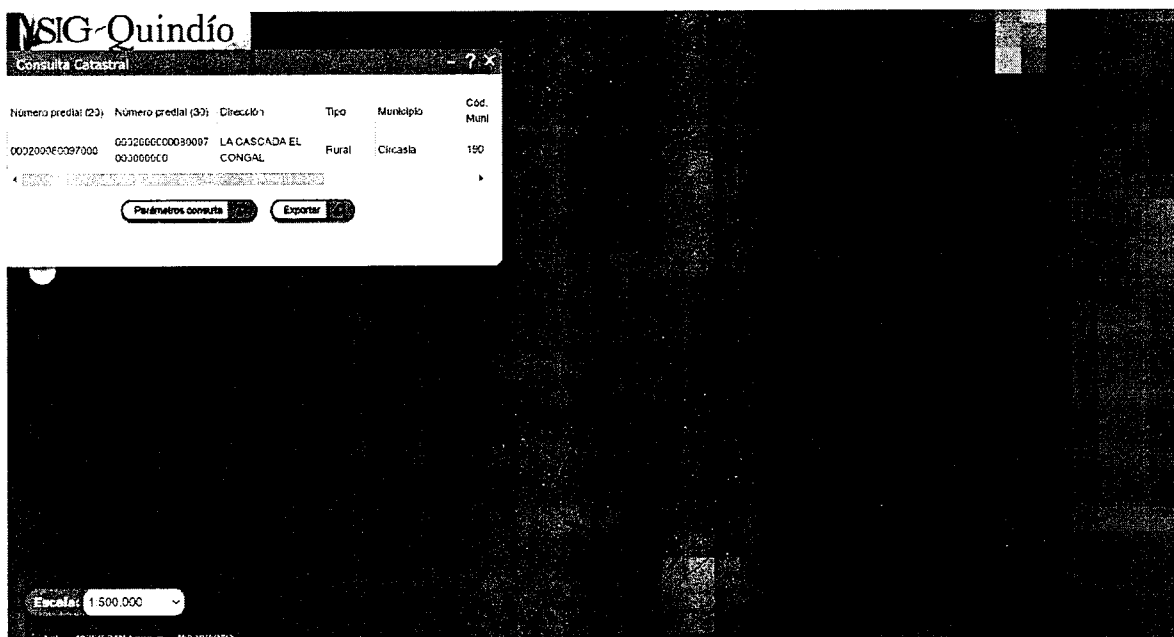 SIG-Quindío
Consulta Catastral - ? ×
Número predial (20) Número predial (30) Dirección Tipo Municipio Cód. Muni
000200080097000 LA CASCADA EL CONGAL Rural Circasia 190
Parámetros consulta Exportar
Escala: 1:500.000